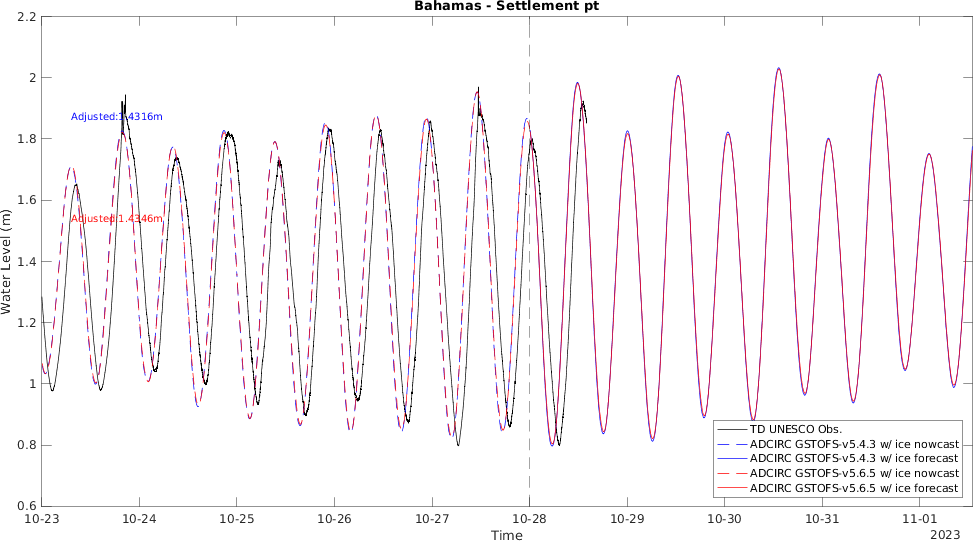 Bahamas - Settlement pt
2.2
2
1.8
1.6
1.4
1.2
1
0.8
0.6
Water Level (m)
Adjusted:1.4316m
Adjusted:1.4346m
TD UNESCO Obs.
ADCIRC GSTOFS-v5.4.3 w/ ice nowcast
ADCIRC GSTOFS-v5.4.3 w/ ice forecast
ADCIRC GSTOFS-v5.6.5 w/ ice nowcast
ADCIRC GSTOFS-v5.6.5 w/ ice forecast
10-23 10-24 10-25 10-26 10-27 10-28 10-29 10-30 10-31 11-01
Time
2023